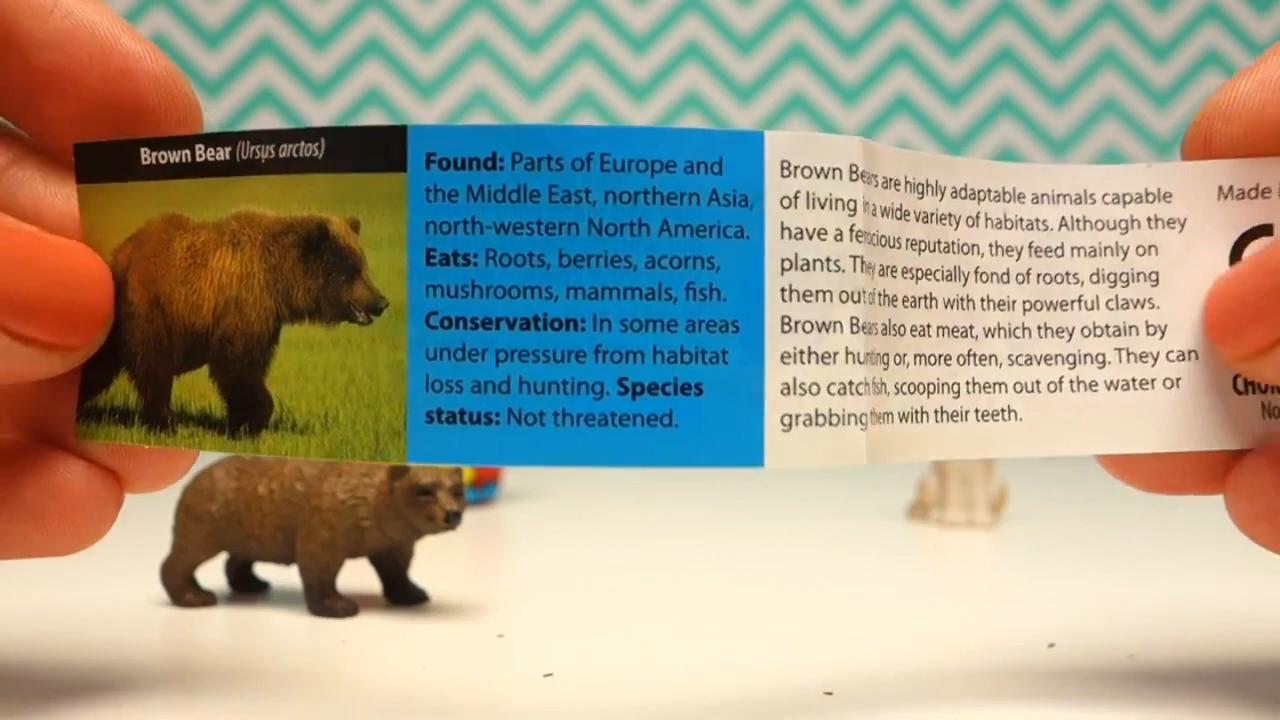 Brown Bear (Ursus arctos)
Found: Parts of Europe and
the Middle East, northern Asia,
north-western North America.
Eats: Roots, berries, acorns,
mushrooms, mammals, fish.
Conservation: In some areas
under pressure from habitat
loss and hunting. Species
status: Not threatened.
Brown Bears are highly adaptable animals capable
of living in a wide variety of habitats. Although they
have a ferocious reputation, they feed mainly on
plants. They are especially fond of roots, digging
them out of the earth with their powerful claws.
Brown Bears also eat meat, which they obtain by
either hunting or, more often, scavenging. They can
also catch fish, scooping them out of the water or
grabbing them with their teeth.
Made